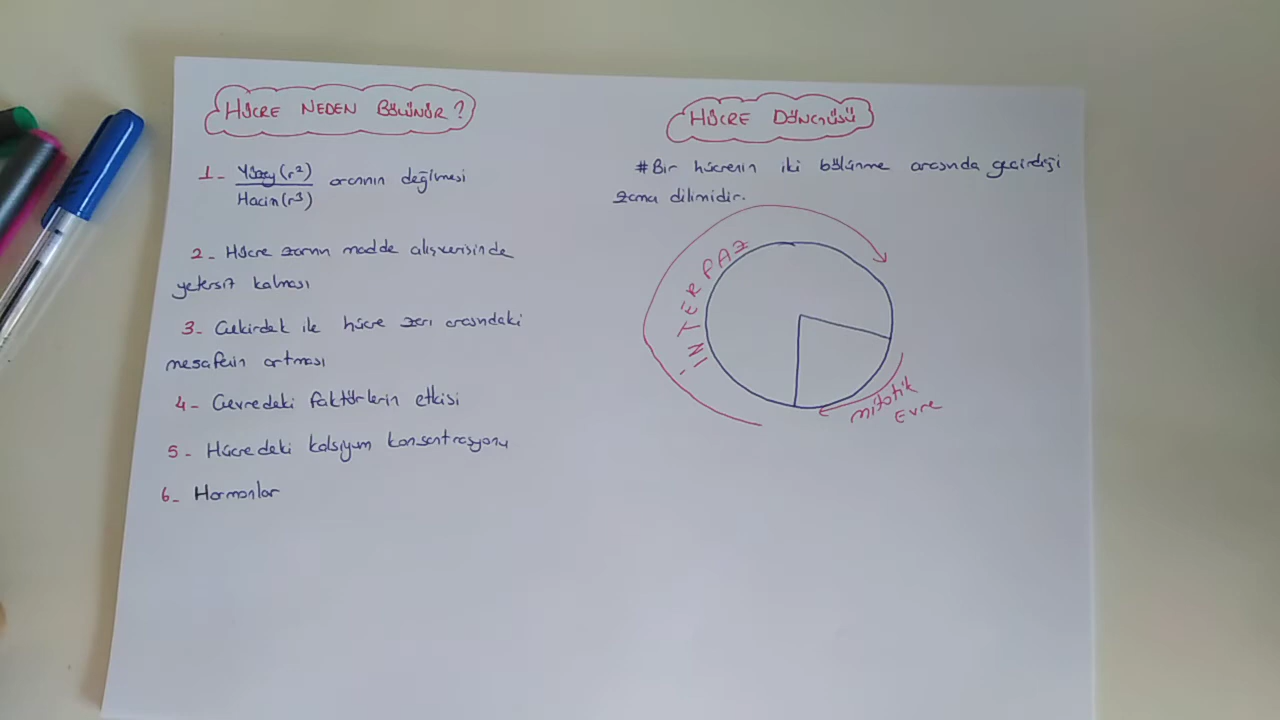 HÜCRE NEDEN BÖLÜNÜR?
1- Yüzey (r²)
Hacim (r³) oranının değişmesi
2- Hücre zarının madde alışverisinde
yetersiz kalması
3- Çekirdek ile hücre zarı arasındaki
mesafenin artması
4- Çevredeki faktörlerin etkisi
5- Hücredeki kalsiyum konsantrasyonu
6- Hormonlar
HÜCRE DÖNGÜSÜ
# Bir hücrenin iki bölünme arasında geçirdiği
zaman dilimidir.
İNTERFAZ
mitotik
Evre